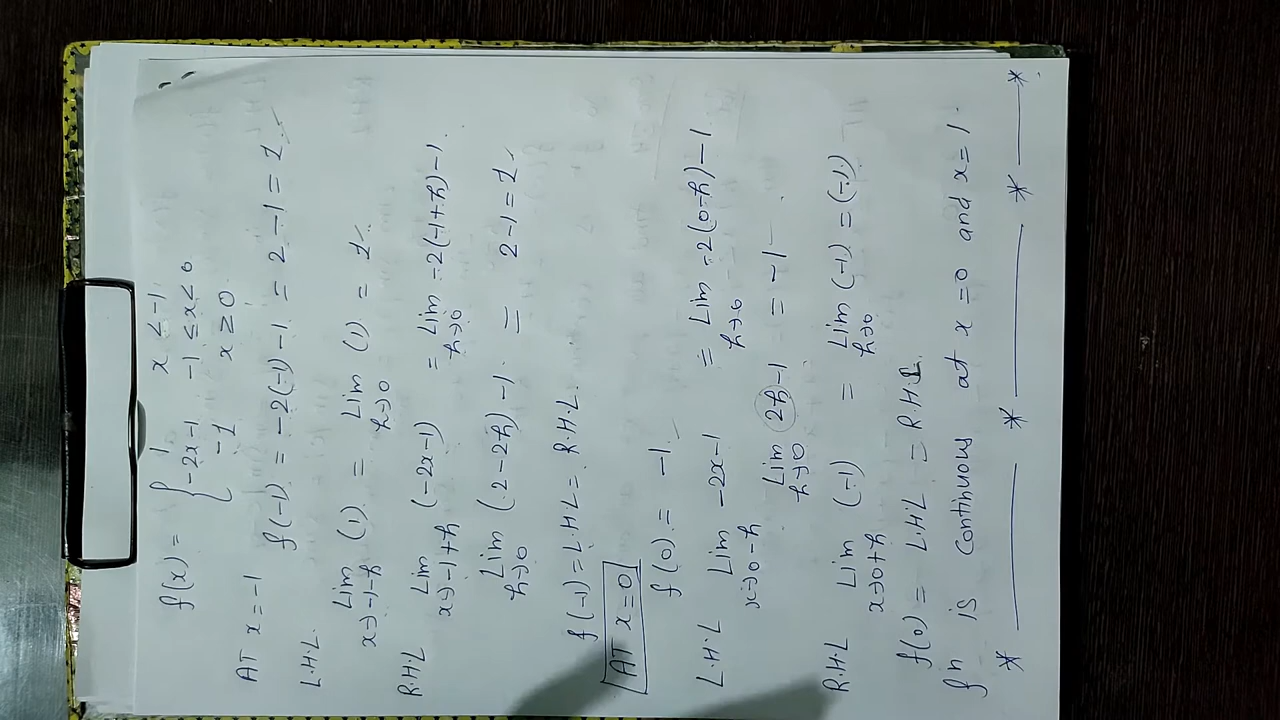 f(x) = { 1 x < -1
-2x-1 -1 ≤ x < 0
-1 x ≥ 0
AT x = -1
f(-1) = -2(-1) -1 = 2 - 1 = 1
L.H.L.
Lim x→-1-h (1) = Lim h→0 (1) = 1
R.H.L
Lim x→-1+h (-2x-1) = Lim h→0 -2(-1+h)-1
Lim h→0 (2-2h)-1 = 2-1 = 1
f(-1) = L.H.L = R.H.L.
AT x = 0
f(0) = -1
L.H.L Lim x→0-h -2x-1 = Lim h→0 -2(0-h)-1
Lim h→0 2h-1 = -1
R.H.L Lim x→0+h (-1) = Lim h→0 (-1) = (-1)
f(0) = L.H.L = R.H.L
fn is continuous at x=0 and x=1.